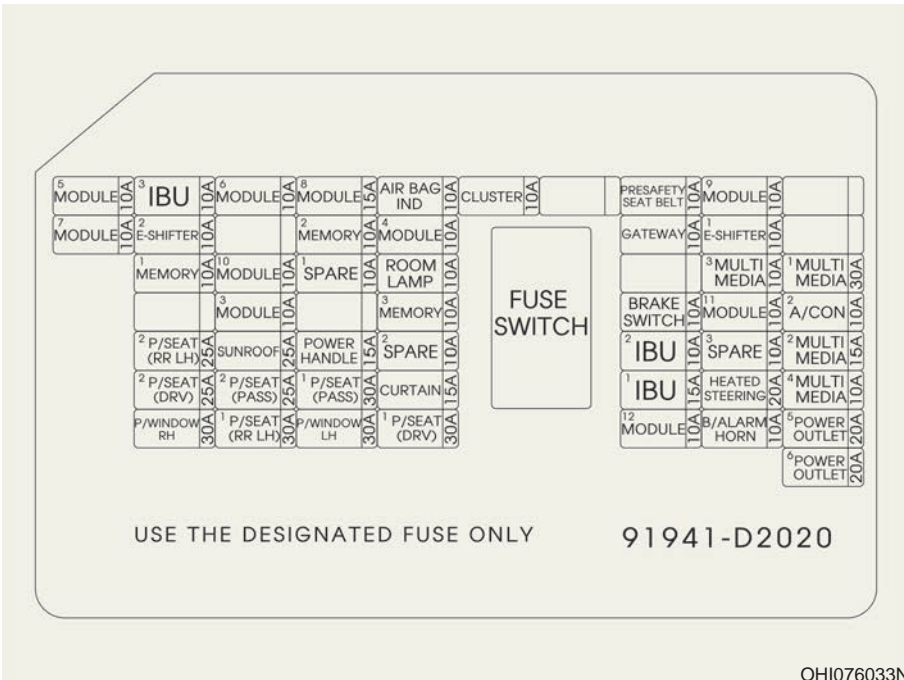 5 MODULE 10A 3 IBU 10A 6 MODULE 10A 8 MODULE 15A AIR BAG IND 10A CLUSTER 10A PRESAFETY SEAT BELT 10A 9 MODULE 10A
7 MODULE 10A 2 E-SHIFTER 10A 2 MEMORY 10A 4 MODULE 10A GATEWAY 10A 1 E-SHIFTER 10A
1 MEMORY 10A 10 MODULE 10A 1 SPARE 10A ROOM LAMP 10A 3 MULTI MEDIA 10A 1 MULTI MEDIA 30A
3 MODULE 10A 3 MEMORY 10A BRAKE SWITCH 10A 11 MODULE 10A 2 A/CON 10A
FUSE
SWITCH
2 P/SEAT (RR LH) 25A SUNROOF 25A POWER HANDLE 15A 2 SPARE 10A 2 IBU 10A 3 SPARE 10A 2 MULTI MEDIA 15A
2 P/SEAT (DRV) 25A 2 P/SEAT (PASS) 25A 1 P/SEAT (PASS) 30A CURTAIN 15A 1 IBU 15A HEATED STEERING 20A 4 MULTI MEDIA 10A
P/WINDOW RH 30A 1 P/SEAT (RR LH) 30A P/WINDOW LH 30A 1 P/SEAT (DRV) 30A 12 MODULE 10A B/ALARM HORN 10A 5 POWER OUTLET 20A
6 POWER OUTLET 20A
USE THE DESIGNATED FUSE ONLY 91941-D2020
OHI076033N